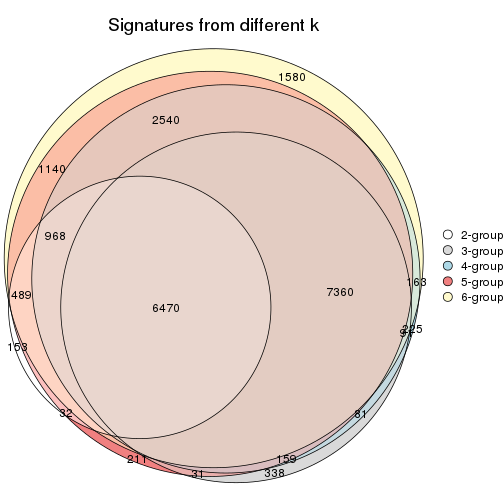 Signatures from different k
1580
2540
1140
968
163
489
7360
6470
225
153
32
81
211
159
31
338
2-group
3-group
4-group
5-group
6-group